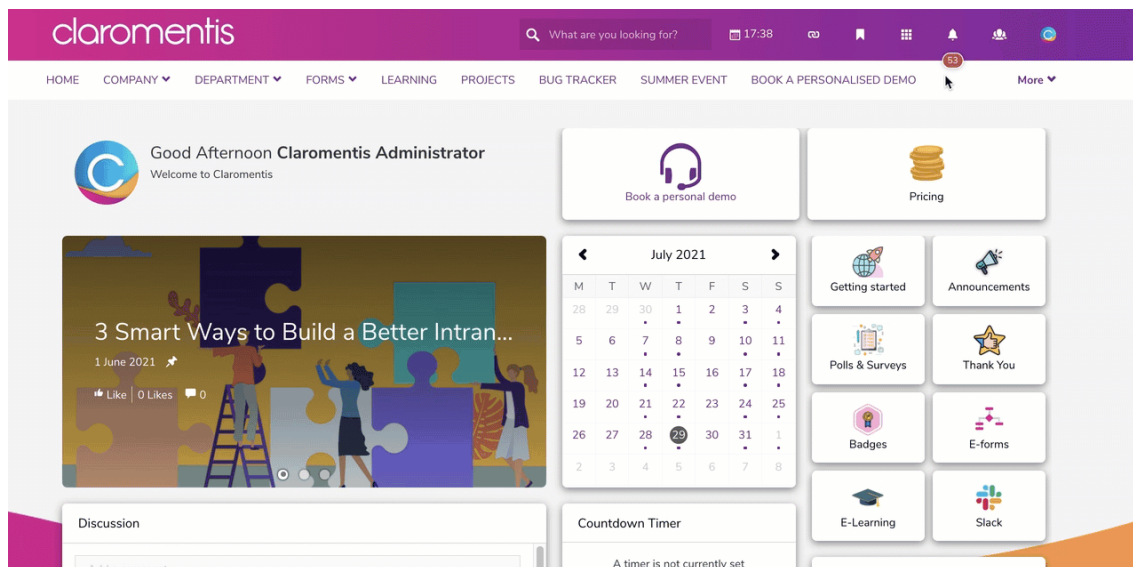 claromentis
What are you looking for?
17:38
53
HOME
COMPANY
DEPARTMENT
FORMS
LEARNING
PROJECTS
BUG TRACKER
SUMMER EVENT
BOOK A PERSONALISED DEMO
More
Good Afternoon Claromentis Administrator
Welcome to Claromentis
Book a personal demo
Pricing
3 Smart Ways to Build a Better Intran...
1 June 2021
Like
0 Likes
0
July 2021
M T W T F S S
28 29 30 1 2 3 4
5 6 7 8 9 10 11
12 13 14 15 16 17 18
19 20 21 22 23 24 25
26 27 28 29 30 31 1
2 3 4 5 6 7 8
Getting started
Announcements
Polls & Surveys
Thank You
Badges
E-forms
E-Learning
Slack
Discussion
Countdown Timer
A timer is not currently set